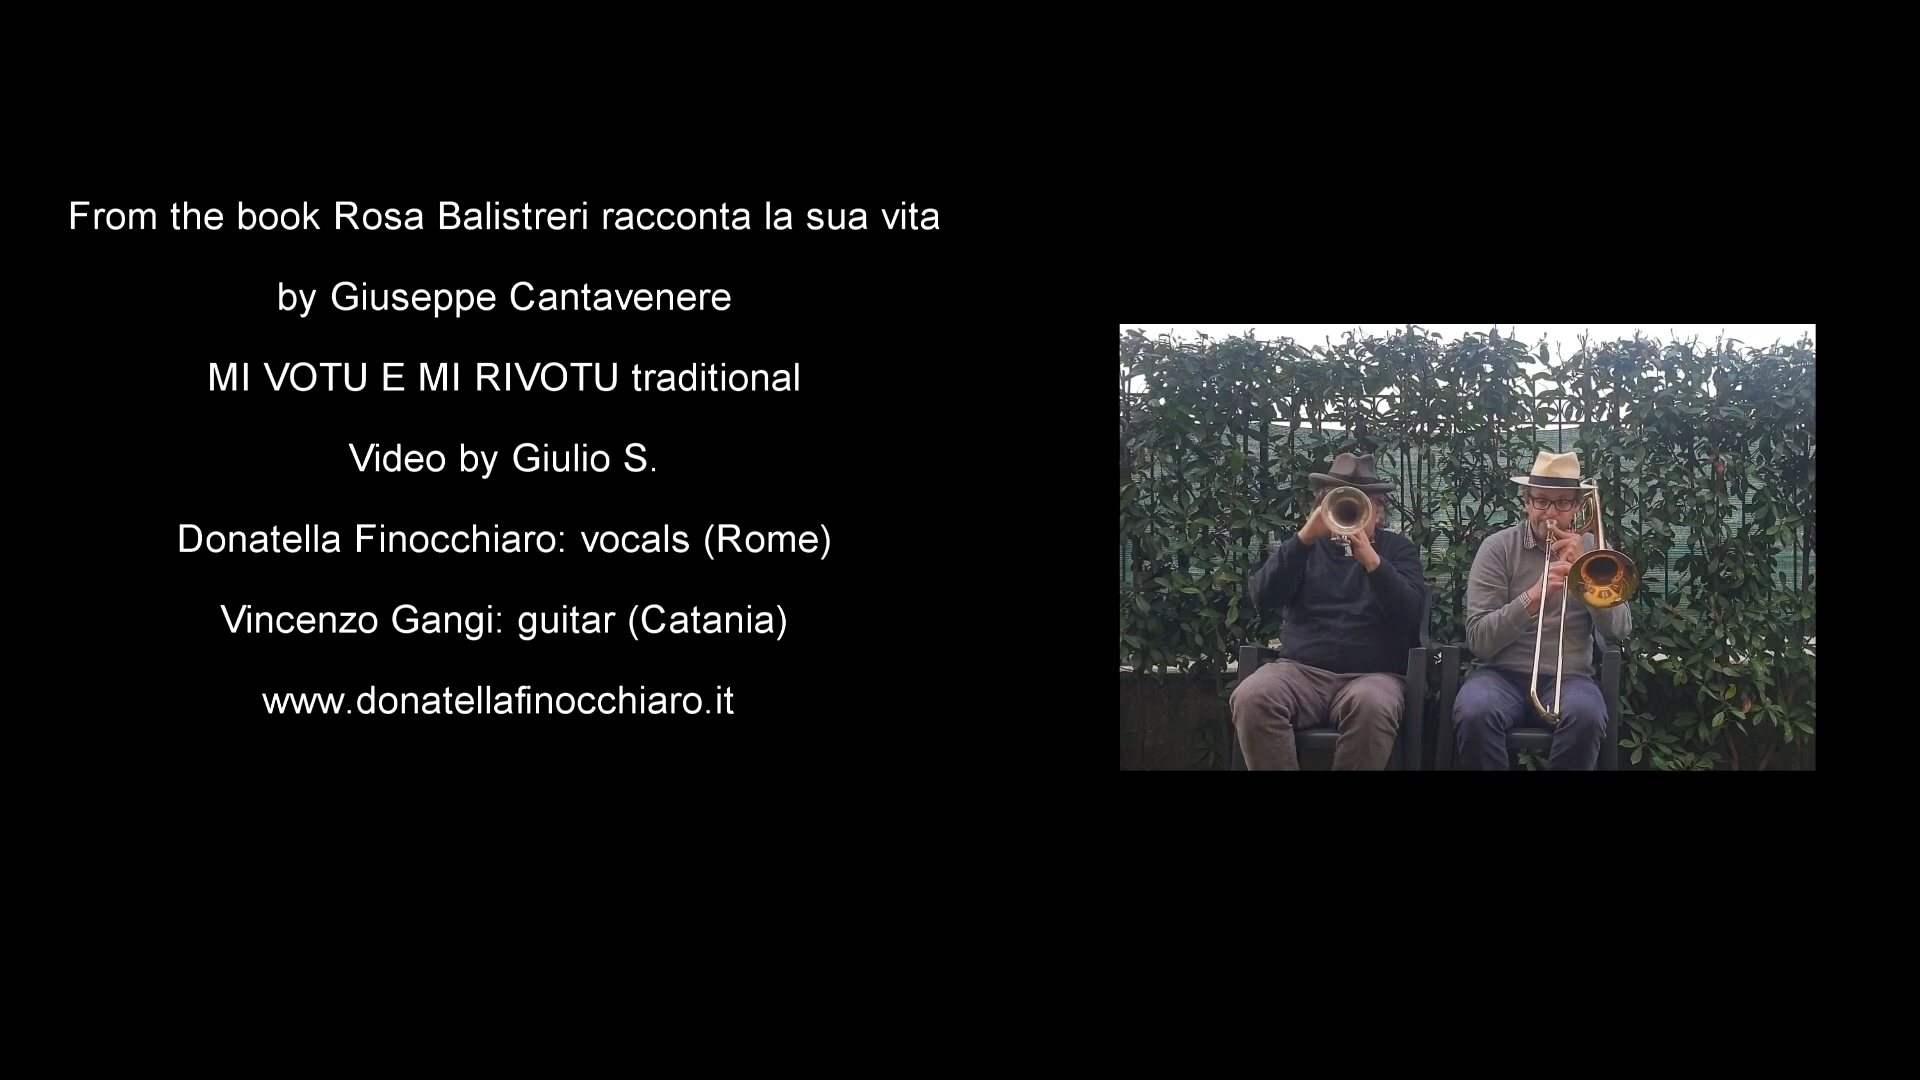 From the book Rosa Balistreri racconta la sua vita
by Giuseppe Cantavenere
MI VOTU E MI RIVOTU traditional
Video by Giulio S.
Donatella Finocchiaro: vocals (Rome)
Vincenzo Gangi: guitar (Catania)
www.donatellafinocchiaro.it